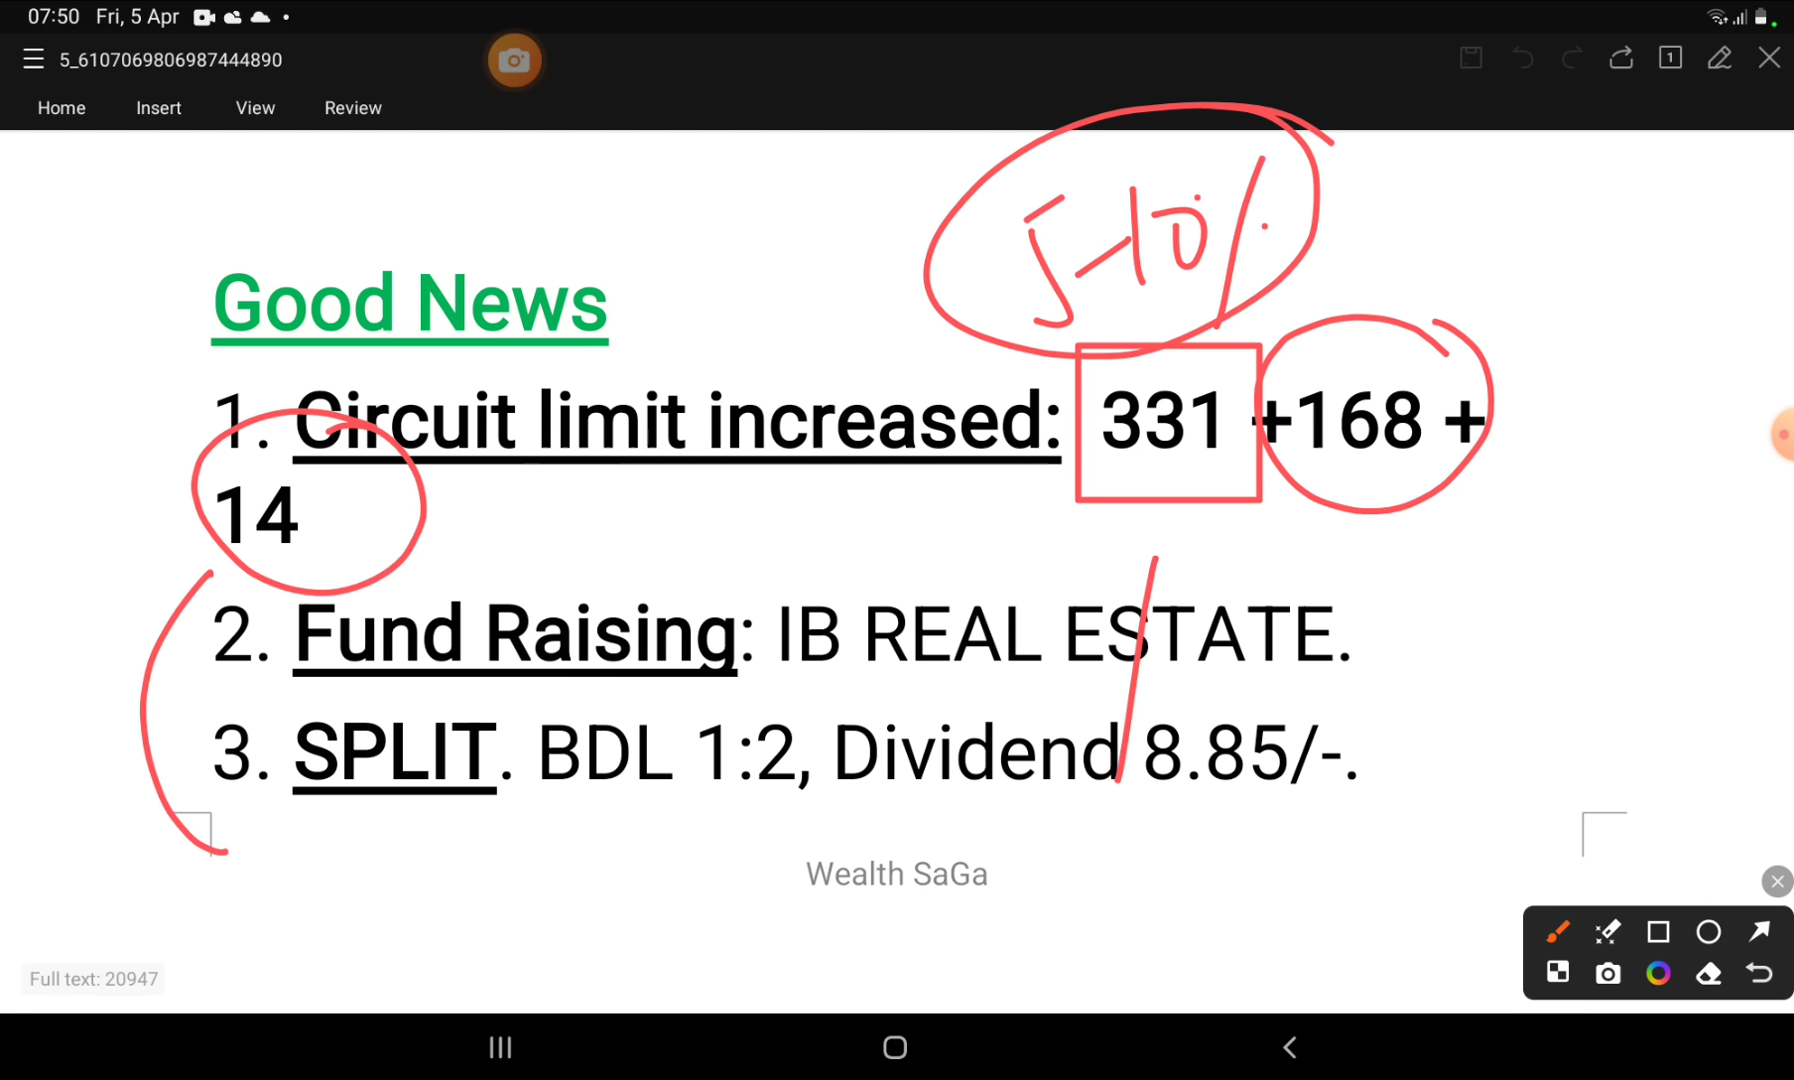 07:50 Fri, 5 Apr
5_6107069806987444890
1
Home Insert View Review
5-10%
Good News
1. Circuit limit increased: 331 +168 +
14
2. Fund Raising: IB REAL ESTATE.
3. SPLIT. BDL 1:2, Dividend 8.85/-.
Wealth SaGa
Full text: 20947